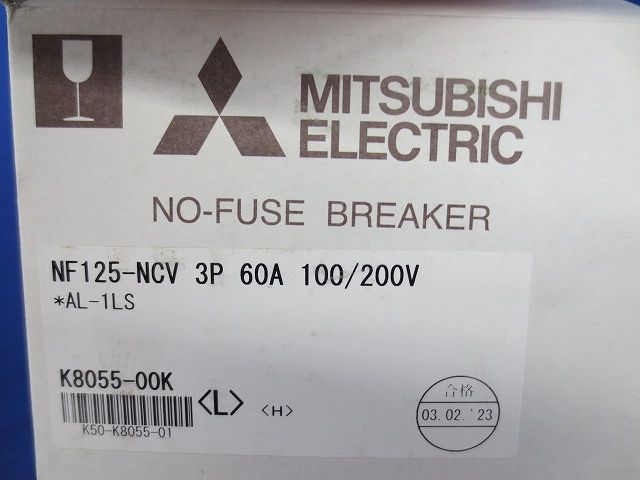 MITSUBISHI
ELECTRIC
NO-FUSE BREAKER
NF125-NCV 3P 60A 100/200V
*AL-1LS
K8055-00K
<L> <H>
K50-K8055-01
合格
03.02.'23